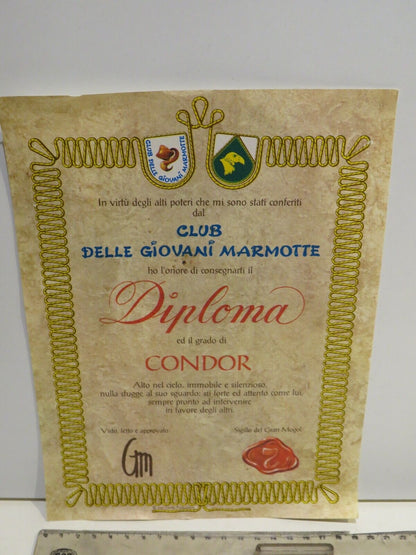 CLUB DELLE GIOVANI MARMOTTE
In virtù degli alti poteri che mi sono stati conferiti
dal
CLUB
DELLE GIOVANI MARMOTTE
ho l'onore di consegnarti il
Diploma
ed il grado di
CONDOR
Alto nel cielo, immobile e silenzioso,
nulla sfugge al suo sguardo: sii forte ed attento come lui,
sempre pronto ad intervenire
in favore degli altri.
Visto, letto e approvato
Sigillo del Gran Mogol
Gm